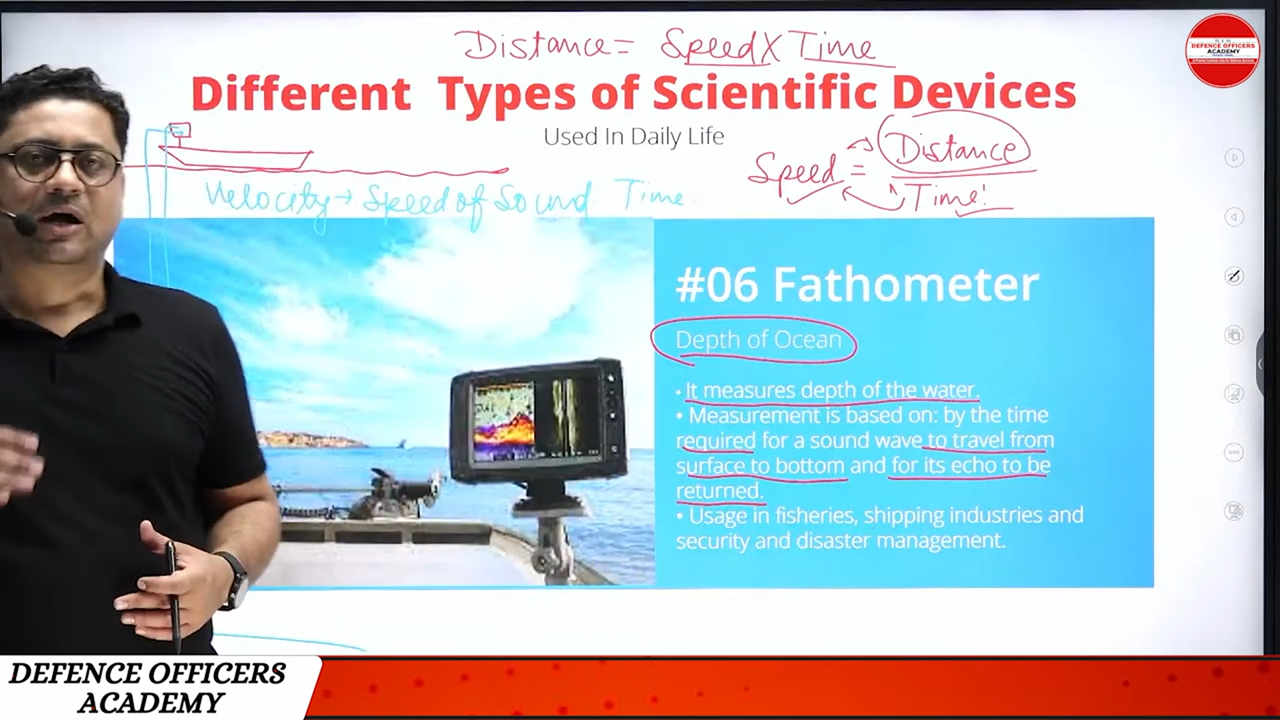 Distance = Speed X Time
Different Types of Scientific Devices
Used In Daily Life
DEFENCE OFFICERS
ACADEMY
Speed = Distance
Time
Velocity → Speed of Sound Time
#06 Fathometer
Depth of Ocean
• It measures depth of the water.
• Measurement is based on: by the time
required for a sound wave to travel from
surface to bottom and for its echo to be
returned.
• Usage in fisheries, shipping industries and
security and disaster management.
DEFENCE OFFICERS
ACADEMY